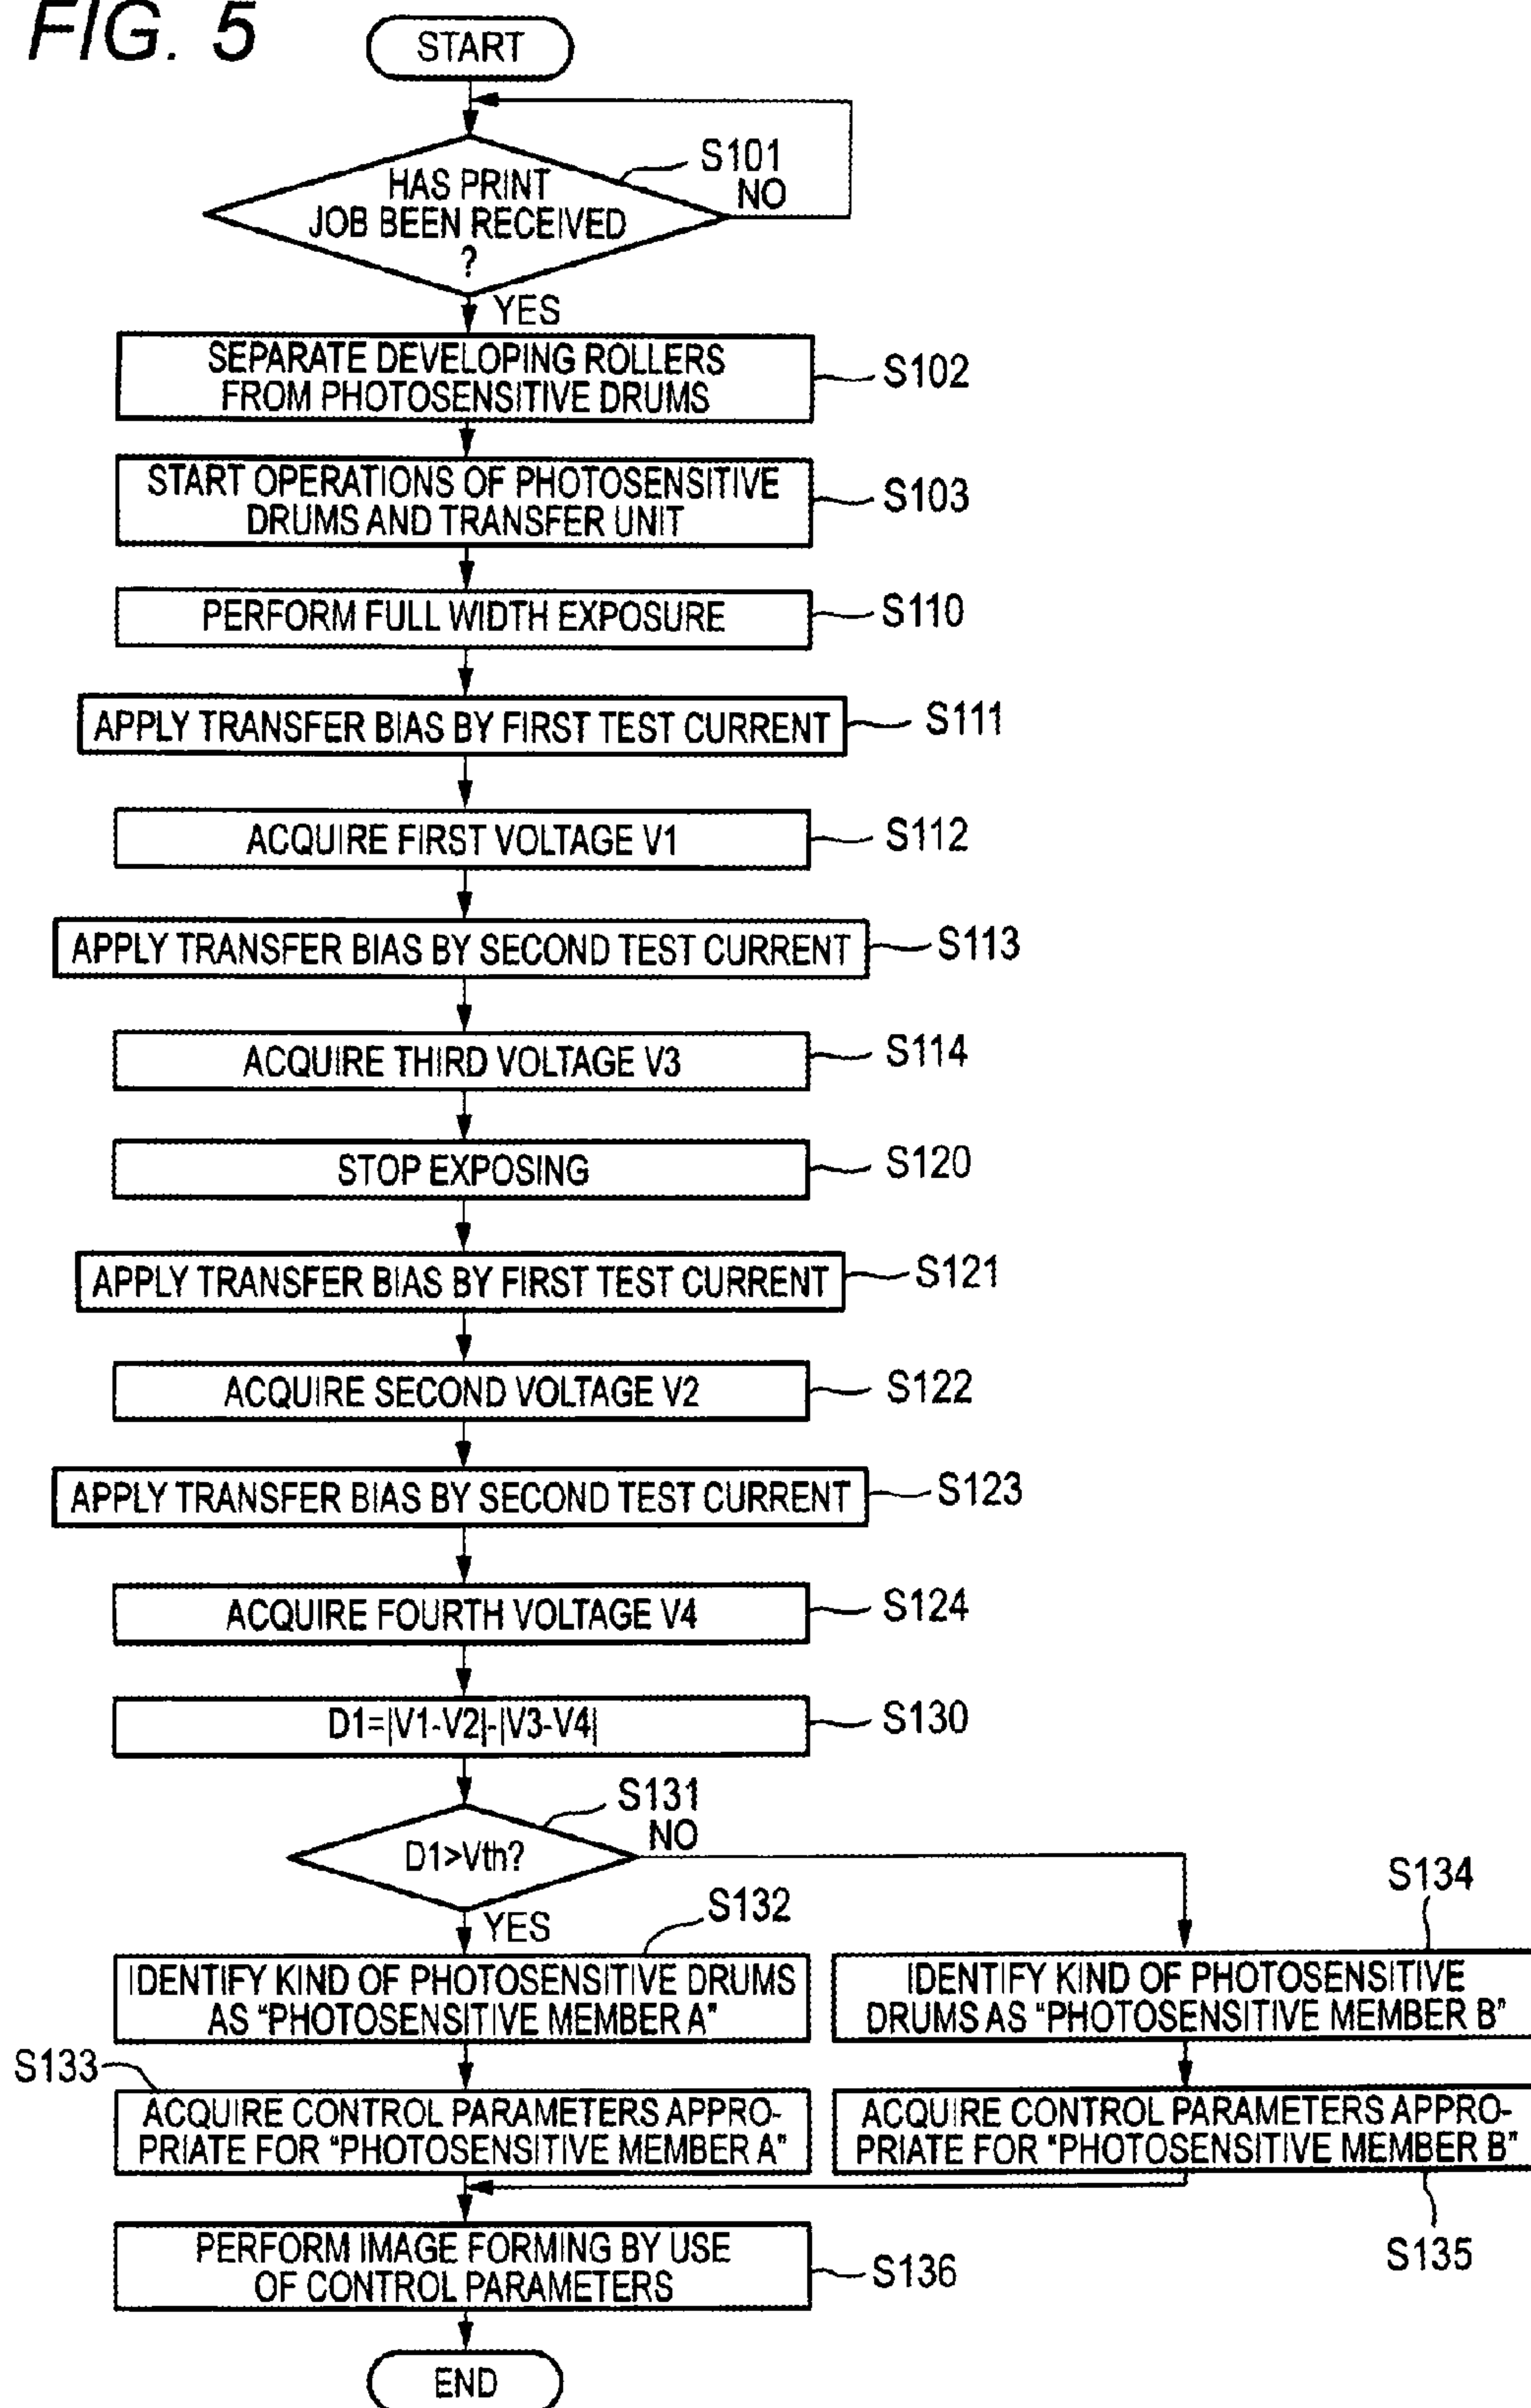 FIG. 5
START
S101
HAS PRINT
JOB BEEN RECEIVED
?
NO
YES
SEPARATE DEVELOPING ROLLERS
FROM PHOTOSENSITIVE DRUMS
S102
START OPERATIONS OF PHOTOSENSITIVE
DRUMS AND TRANSFER UNIT
S103
PERFORM FULL WIDTH EXPOSURE
S110
APPLY TRANSFER BIAS BY FIRST TEST CURRENT
S111
ACQUIRE FIRST VOLTAGE V1
S112
APPLY TRANSFER BIAS BY SECOND TEST CURRENT
S113
ACQUIRE THIRD VOLTAGE V3
S114
STOP EXPOSING
S120
APPLY TRANSFER BIAS BY FIRST TEST CURRENT
S121
ACQUIRE SECOND VOLTAGE V2
S122
APPLY TRANSFER BIAS BY SECOND TEST CURRENT
S123
ACQUIRE FOURTH VOLTAGE V4
S124
D1=|V1-V2|-|V3-V4|
S130
S131
D1>Vth?
NO
YES
S132
IDENTIFY KIND OF PHOTOSENSITIVE DRUMS
AS "PHOTOSENSITIVE MEMBER A"
S134
IDENTIFY KIND OF PHOTOSENSITIVE
DRUMS AS "PHOTOSENSITIVE MEMBER B"
S133
ACQUIRE CONTROL PARAMETERS APPRO-
PRIATE FOR "PHOTOSENSITIVE MEMBER A"
ACQUIRE CONTROL PARAMETERS APPRO-
PRIATE FOR "PHOTOSENSITIVE MEMBER B"
S135
PERFORM IMAGE FORMING BY USE
OF CONTROL PARAMETERS
S136
END